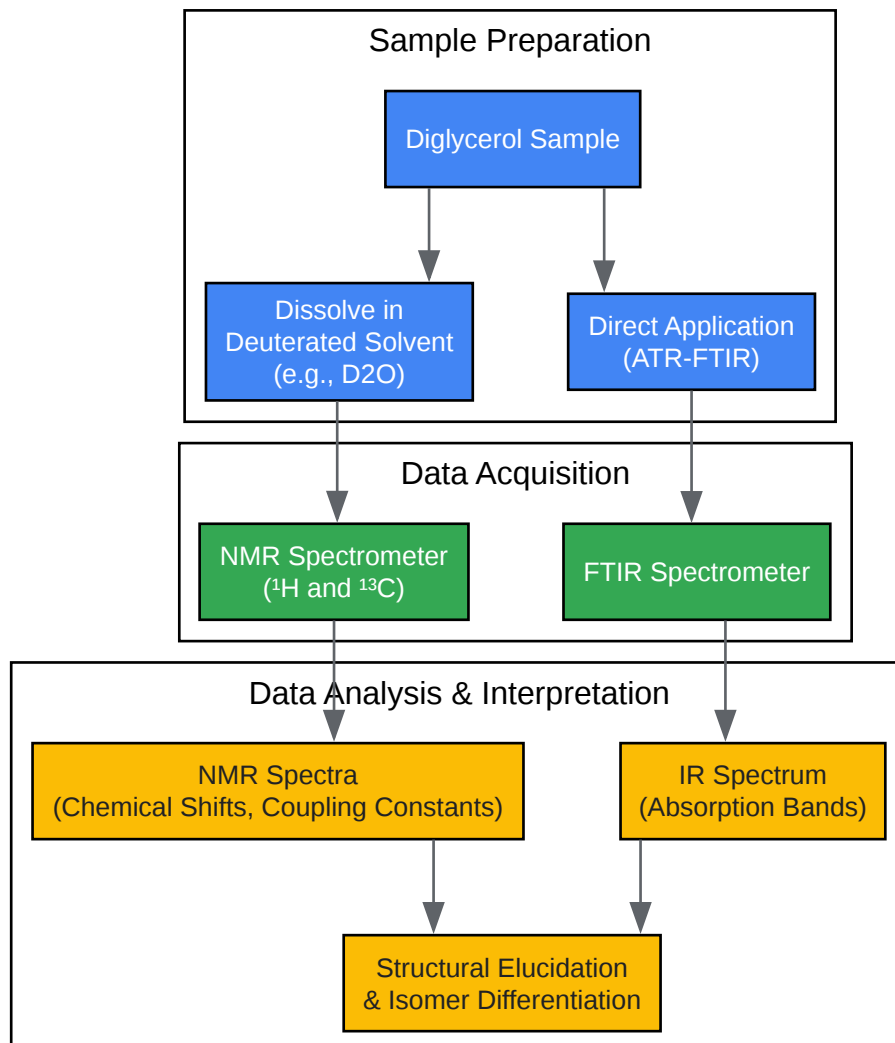 Sample Preparation
Diglycerol Sample
Dissolve in
Deuterated Solvent
(e.g., D2O)
Direct Application
(ATR-FTIR)
Data Acquisition
NMR Spectrometer
(¹H and ¹³C)
FTIR Spectrometer
Data Analysis & Interpretation
NMR Spectra
(Chemical Shifts, Coupling Constants)
IR Spectrum
(Absorption Bands)
Structural Elucidation
& Isomer Differentiation